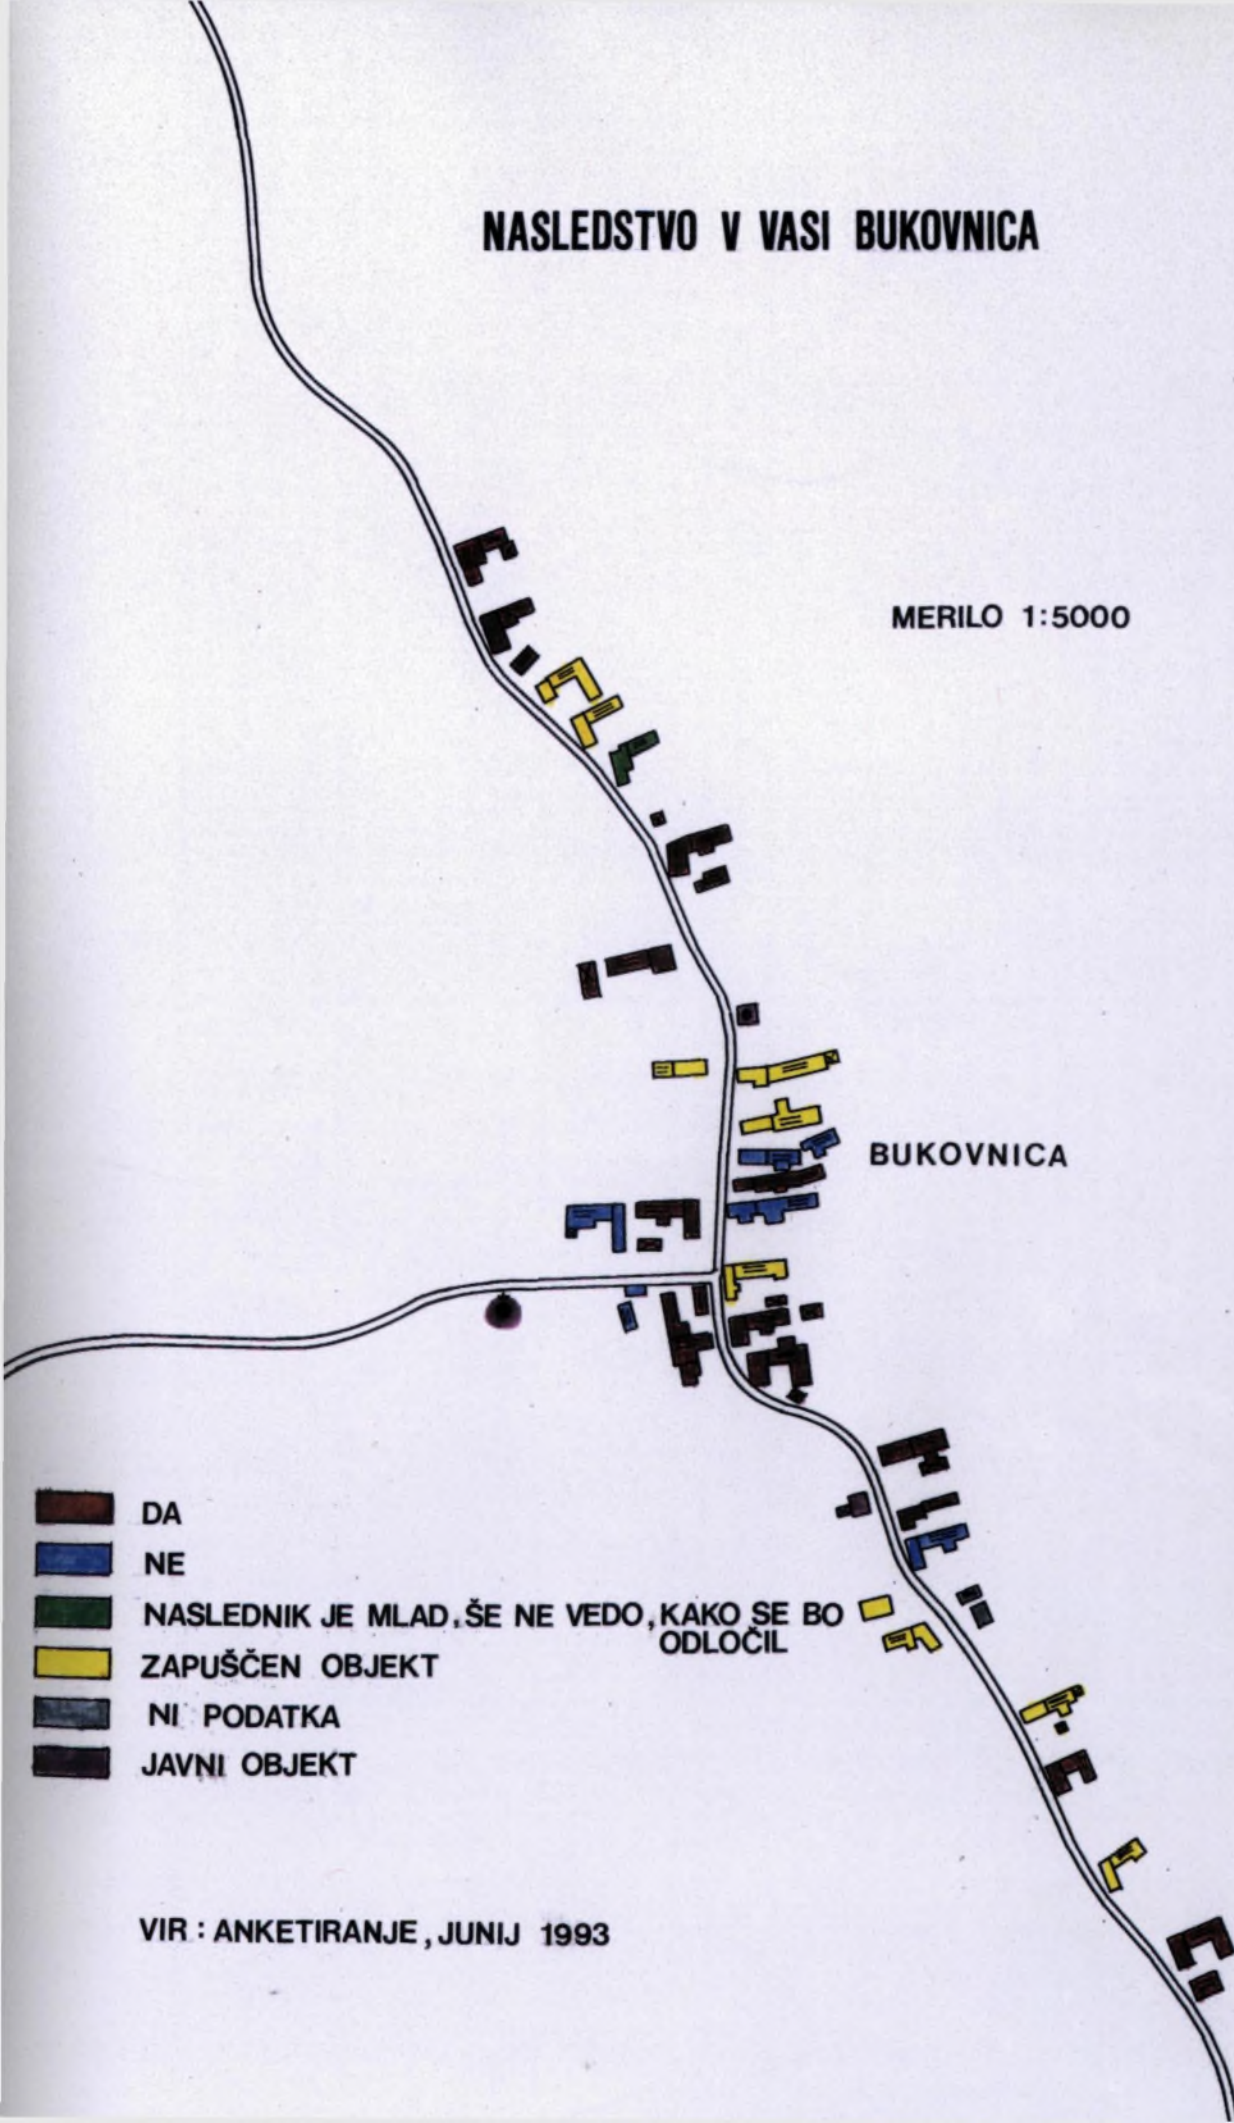 NASLEDSTVO V VASI BUKOVNICA
MERILO 1:5000
BUKOVNICA
DA
NE
NASLEDNIK JE MLAD, ŠE NE VEDO, KAKO SE BO
ODLOČIL
ZAPUŠČEN OBJEKT
NI PODATKA
JAVNI OBJEKT
VIR : ANKETIRANJE, JUNIJ 1993